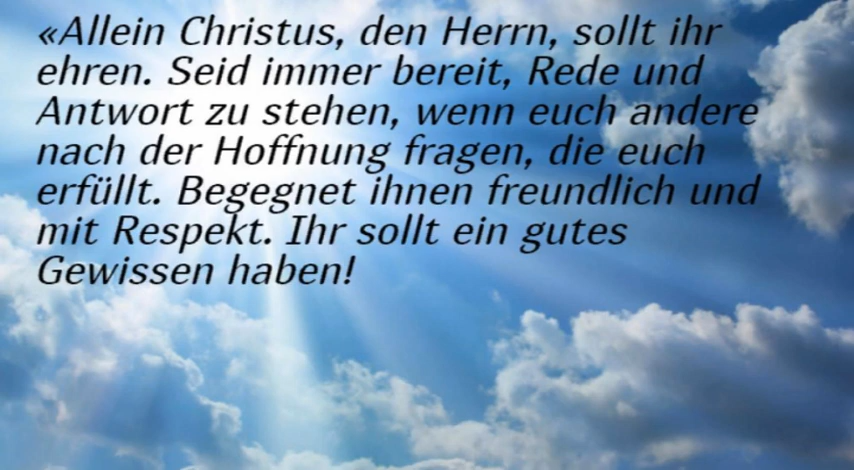 «Allein Christus, den Herrn, sollt ihr
ehren. Seid immer bereit, Rede und
Antwort zu stehen, wenn euch andere
nach der Hoffnung fragen, die euch
erfüllt. Begegnet ihnen freundlich und
mit Respekt. Ihr sollt ein gutes
Gewissen haben!